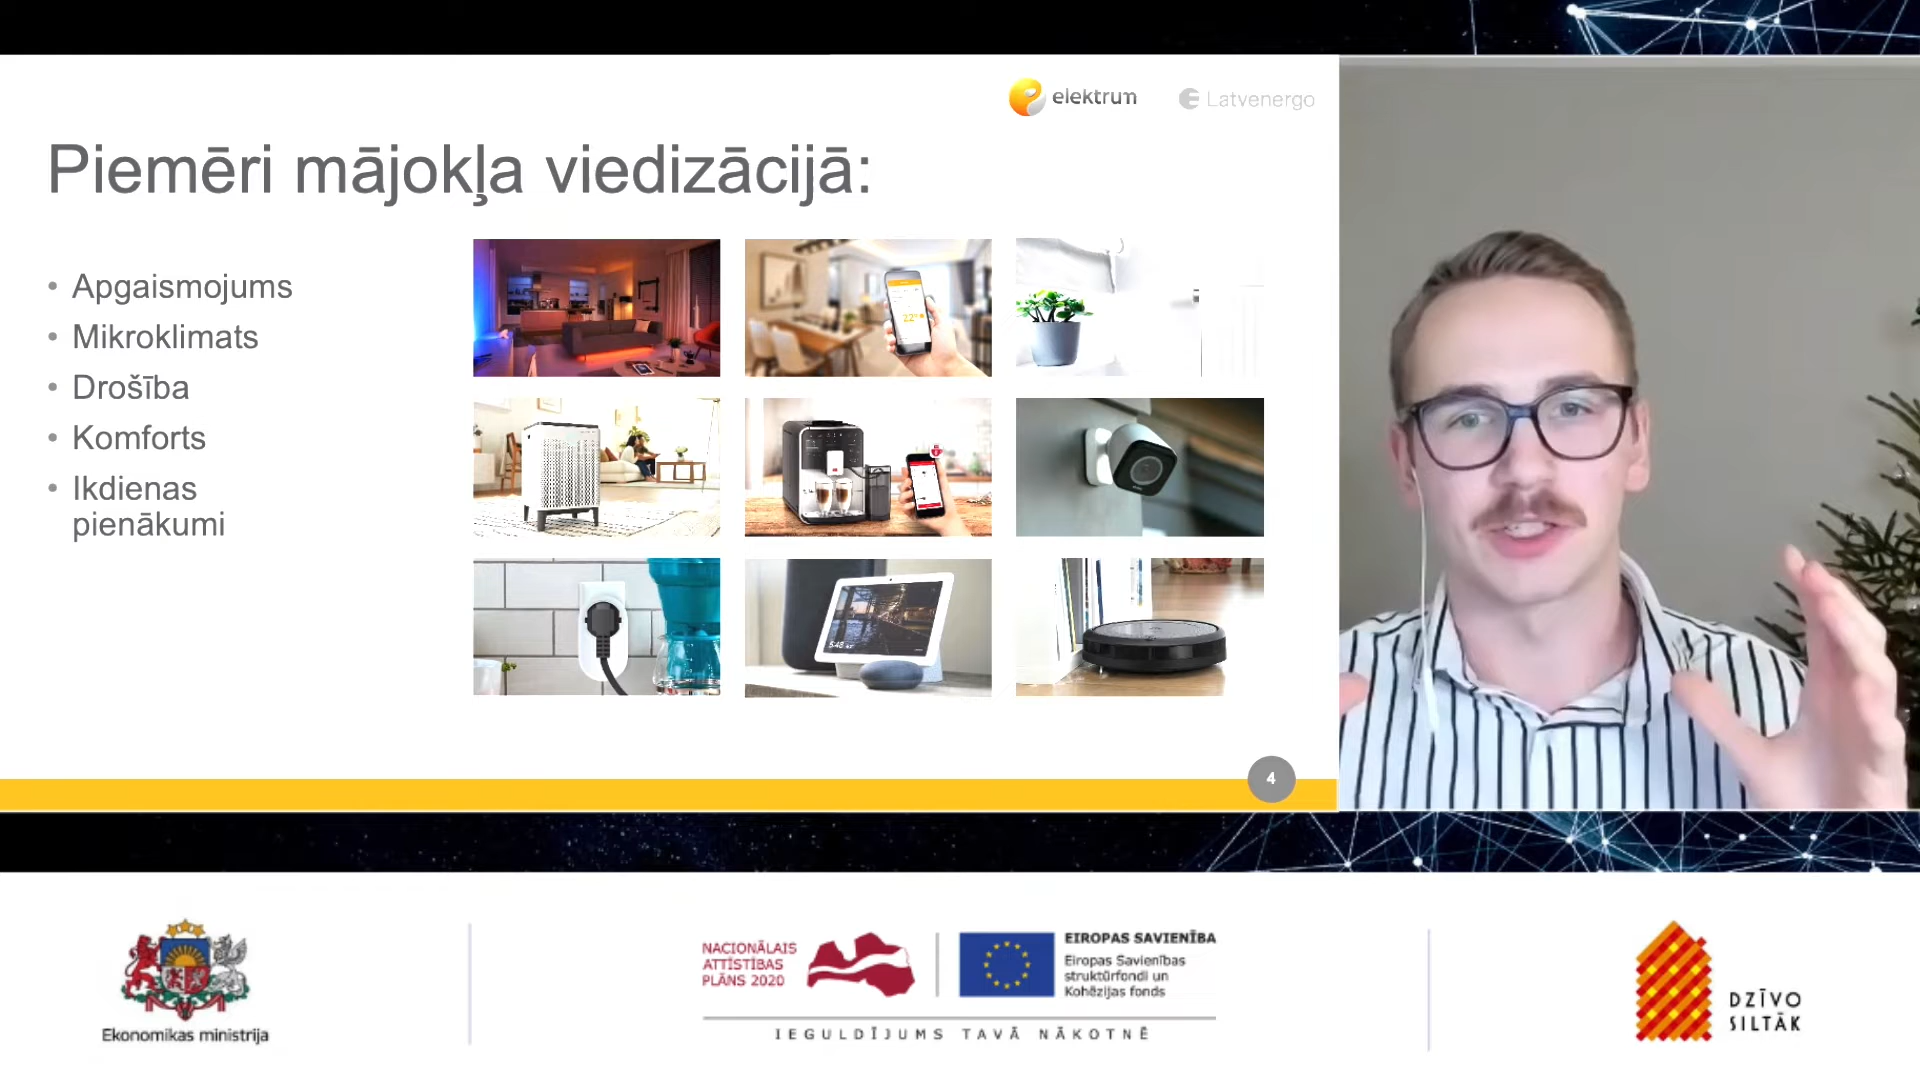 elektrum
Latvenergo
Piemēri mājokļa viedizācijā:
• Apgaismojums
• Mikroklimats
• Drošība
• Komforts
• Ikdienas
pienākumi
22°
4
Ekonomikas ministrija
NACIONĀLAIS
ATTĪSTĪBAS
PLĀNS 2020
EIROPAS SAVIENĪBA
Eiropas Savienības
struktūrfondi un
Kohēzijas fonds
IEGULDĪJUMS TAVĀ NĀKOTNĒ
DZĪVO
SILTĀK